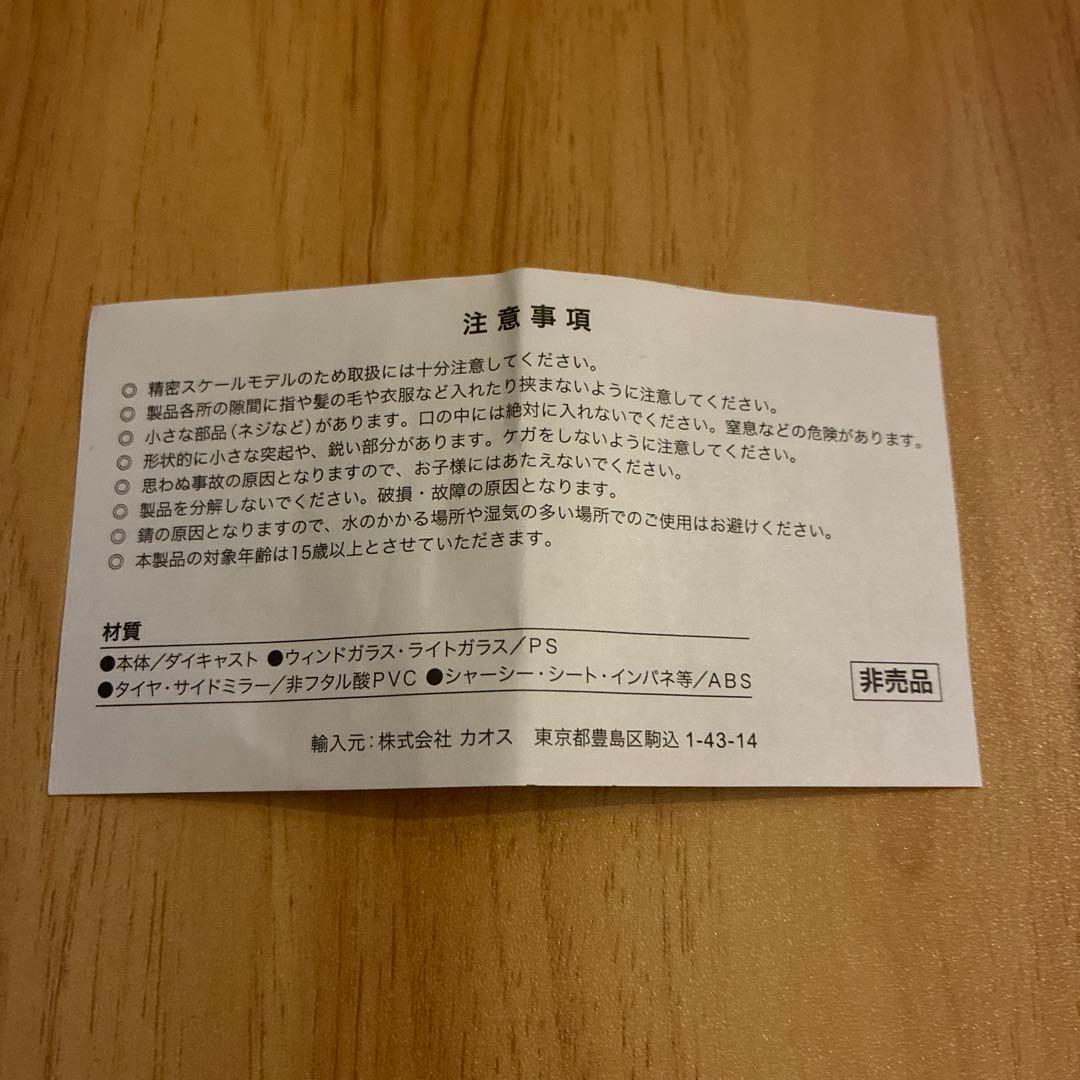 注意事項
◎ 精密スケールモデルのため取扱には十分注意してください。
◎ 製品各所の隙間に指や髪の毛や衣服など入れたり挟まないように注意してください。
◎ 小さな部品（ネジなど）があります。口の中には絶対に入れないでください。窒息などの危険があります。
◎ 形状的に小さな突起や、鋭い部分があります。ケガをしないように注意してください。
◎ 思わぬ事故の原因となりますので、お子様にはあたえないでください。
◎ 製品を分解しないでください。破損・故障の原因となります。
◎ 錆の原因となりますので、水のかかる場所や湿気の多い場所でのご使用はお避けください。
◎ 本製品の対象年齢は15歳以上とさせていただきます。
材質
●本体／ダイキャスト ●ウィンドガラス・ライトガラス／PS
●タイヤ・サイドミラー／非フタル酸PVC ●シャーシー・シート・インパネ等／ABS
非売品
輸入元：株式会社 カオス　東京都豊島区駒込 1-43-14